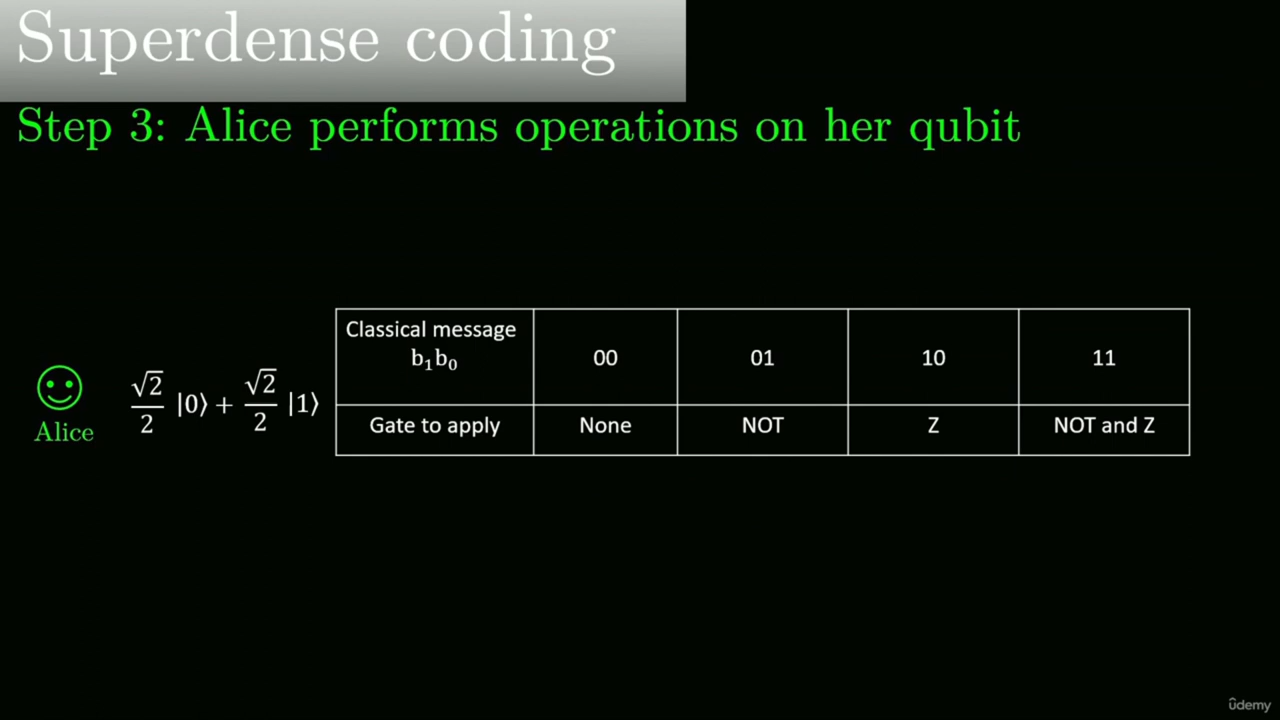 Superdense coding
Step 3: Alice performs operations on her qubit
Alice
√2/2 |0⟩ + √2/2 |1⟩
Classical message b₁b₀ 00 01 10 11
Gate to apply None NOT Z NOT and Z
ûdemy